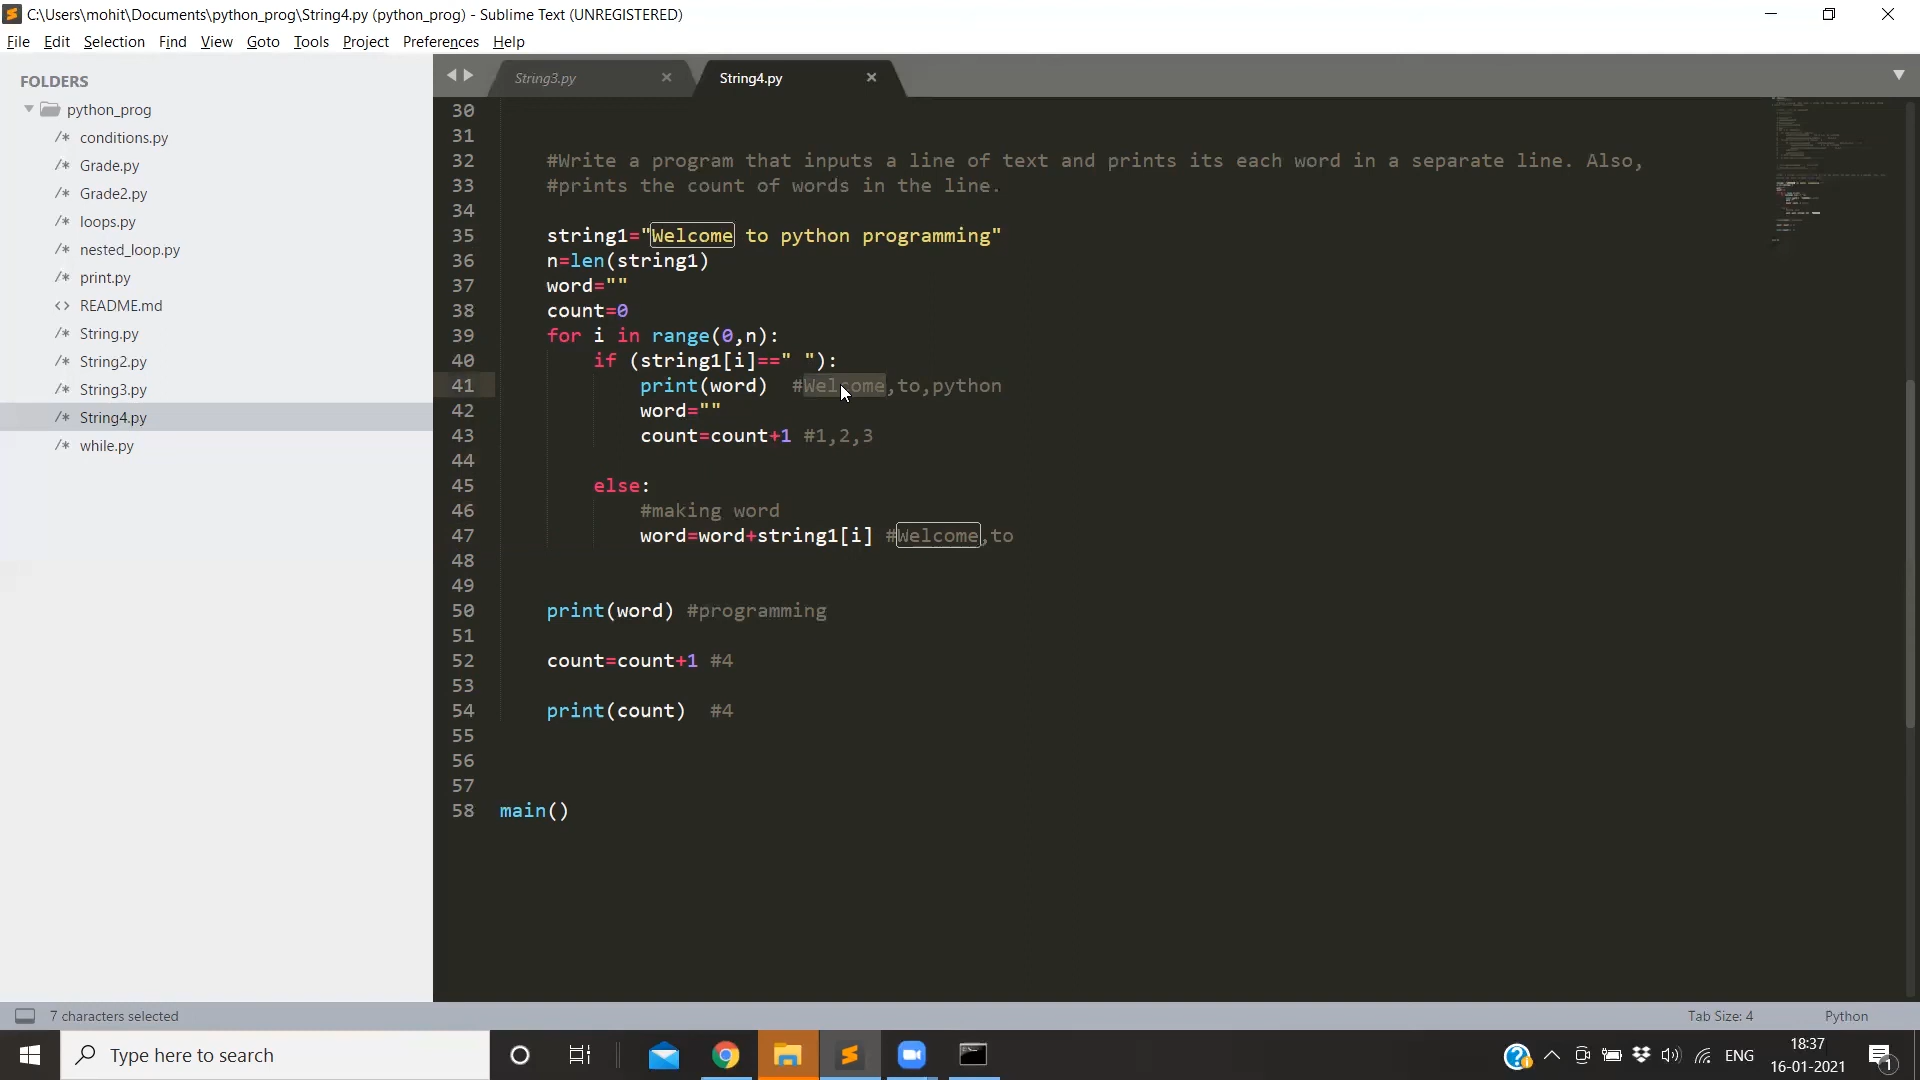 C:\Users\mohit\Documents\python_prog\String4.py (python_prog) - Sublime Text (UNREGISTERED)
File Edit Selection Find View Goto Tools Project Preferences Help
FOLDERS
python_prog
/* conditions.py
/* Grade.py
/* Grade2.py
/* loops.py
/* nested_loop.py
/* print.py
<> README.md
/* String.py
/* String2.py
/* String3.py
/* String4.py
/* while.py
String3.py
String4.py
30
31
32 #Write a program that inputs a line of text and prints its each word in a separate line. Also,
33 #prints the count of words in the line.
34
35 string1="Welcome to python programming"
36 n=len(string1)
37 word=""
38 count=0
39 for i in range(0,n):
40 if (string1[i]==" "):
41 print(word) #Welcome,to,python
42 word=""
43 count=count+1 #1,2,3
44
45 else:
46 #making word
47 word=word+string1[i] #Welcome,to
48
49
50 print(word) #programming
51
52 count=count+1 #4
53
54 print(count) #4
55
56
57
58 main()
7 characters selected
Tab Size: 4
Python
Type here to search
ENG
18:37
16-01-2021
1